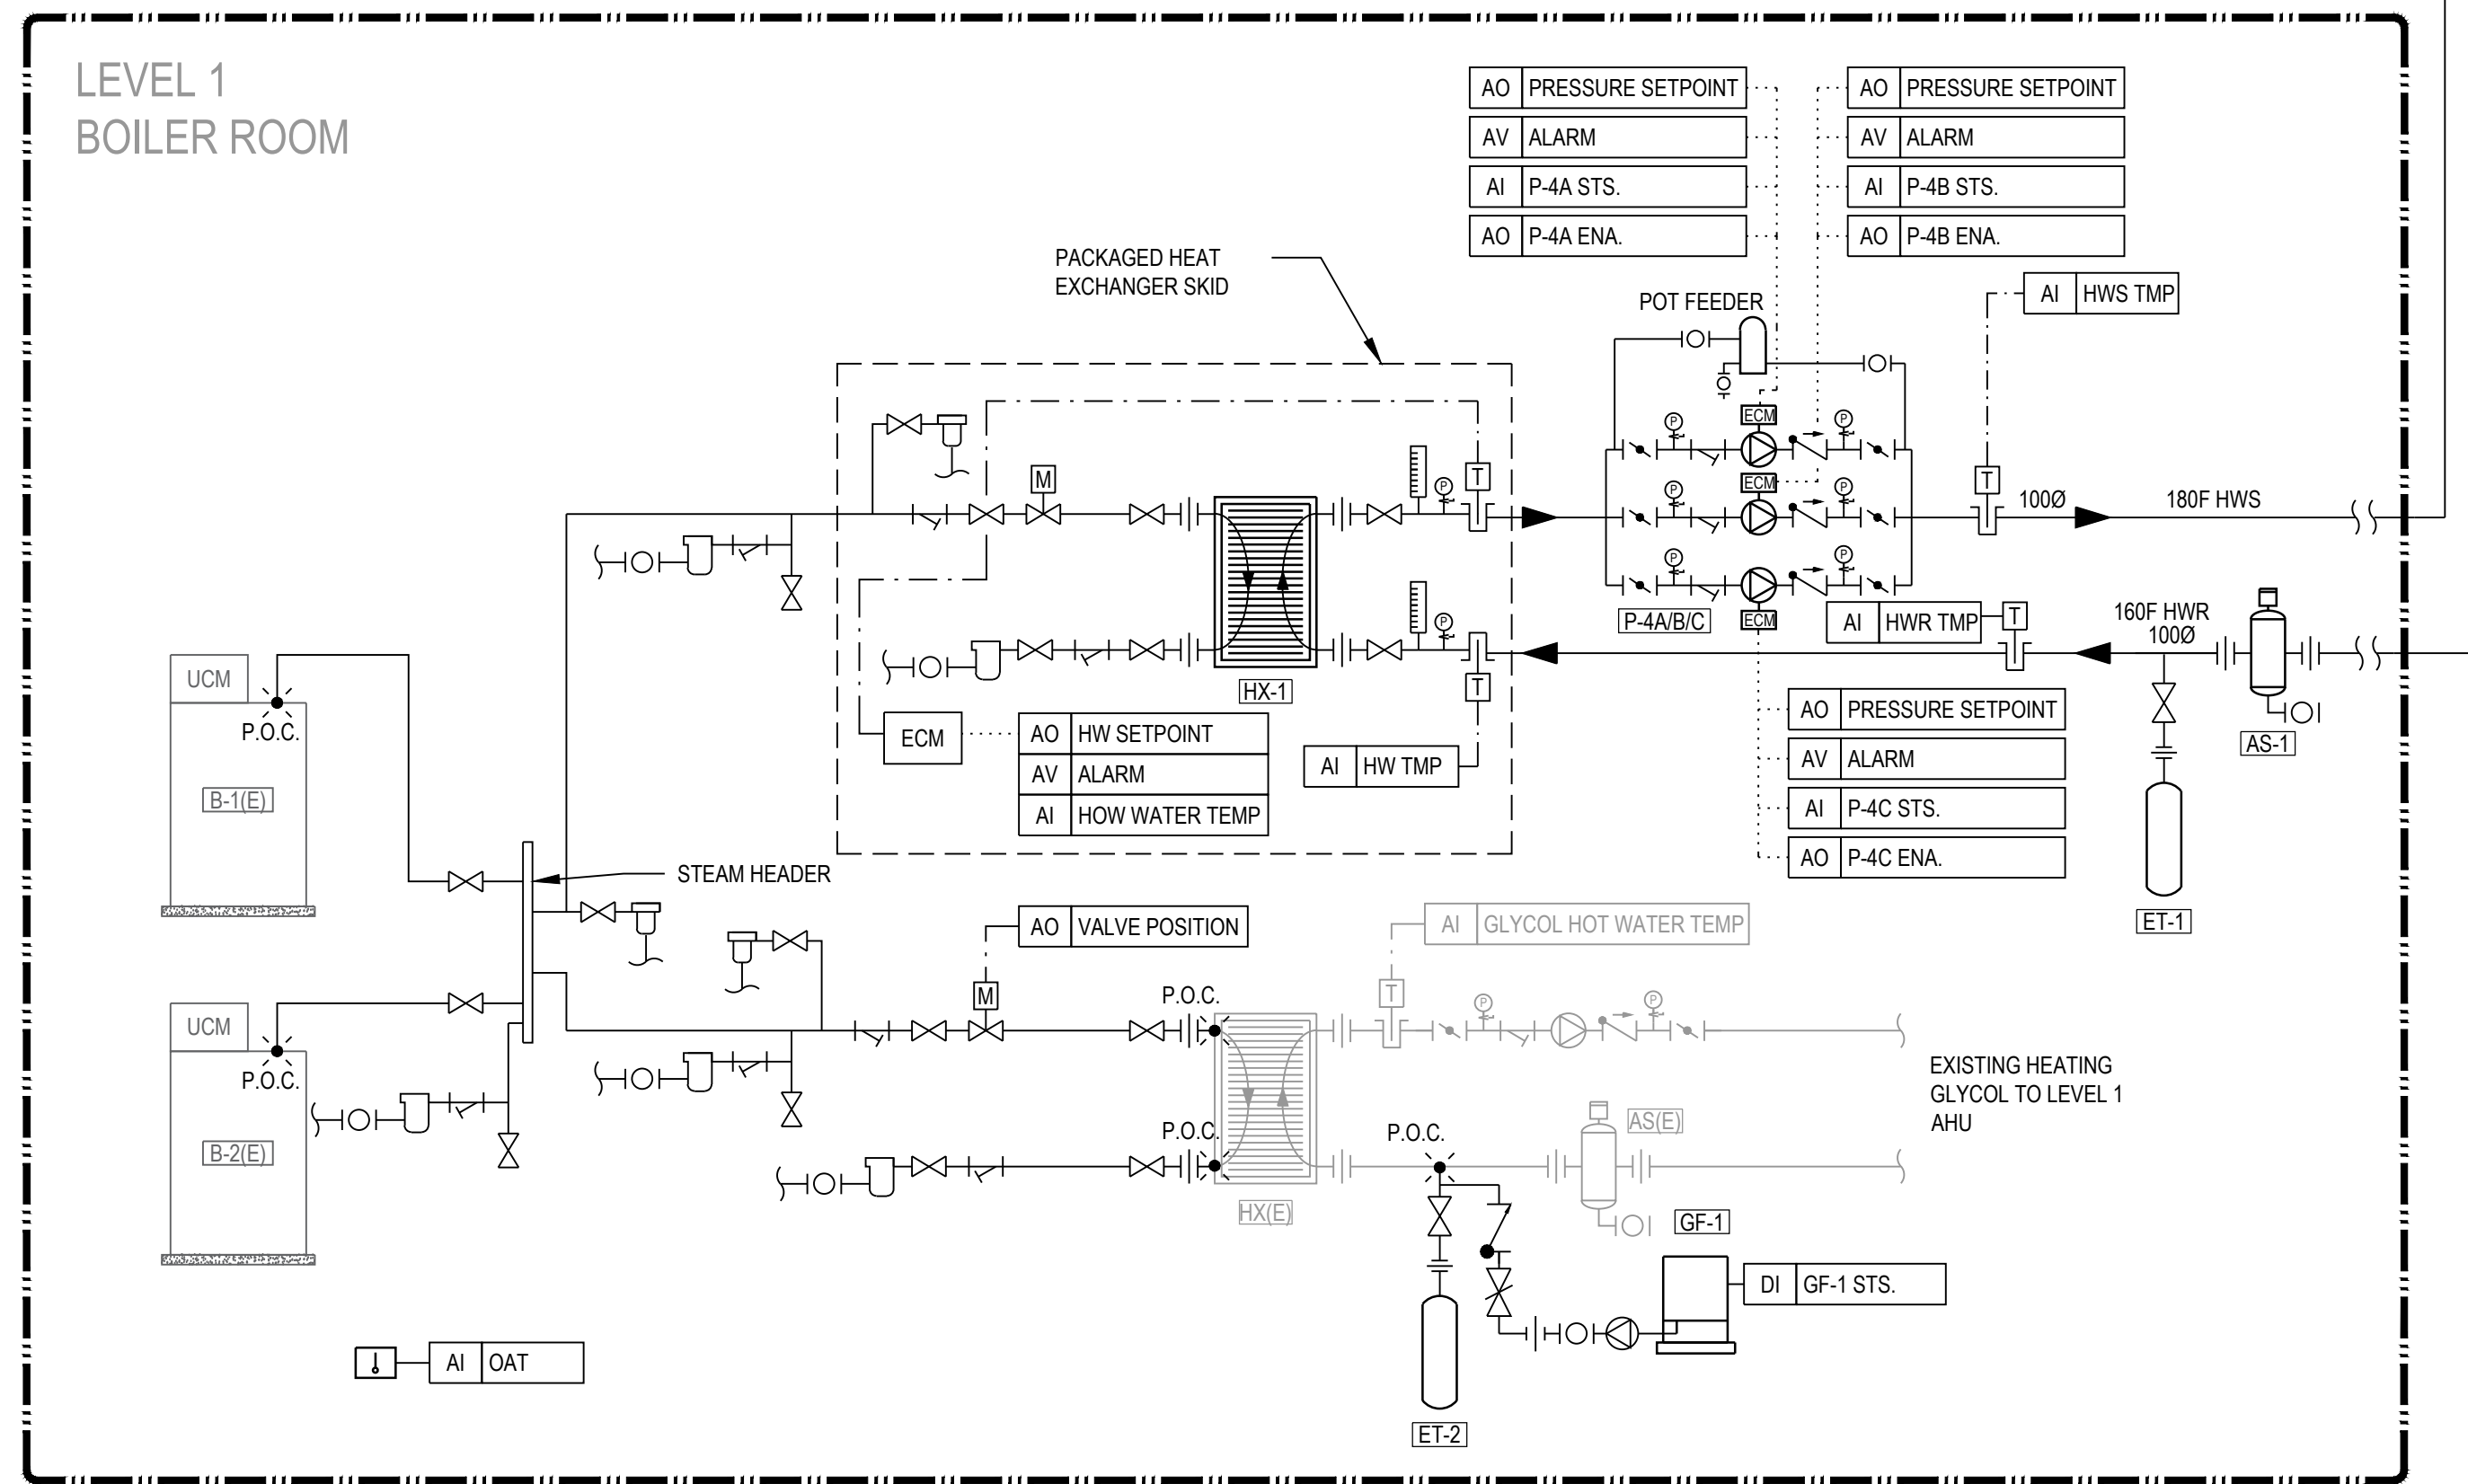 LEVEL 1
BOILER ROOM
AO PRESSURE SETPOINT
AV ALARM
AI P-4A STS.
AO P-4A ENA.
AO PRESSURE SETPOINT
AV ALARM
AI P-4B STS.
AO P-4B ENA.
PACKAGED HEAT
EXCHANGER SKID
POT FEEDER
AI HWS TMP
ECM
P
P
M
P
T
ECM
P
P
T
100Ø
180F HWS
P
P
P
ECM
P-4A/B/C
AI HWR TMP
T
160F HWR
100Ø
UCM
P.O.C.
HX-1
T
ECM
AO HW SETPOINT
AV ALARM
AI HOW WATER TEMP
AI HW TMP
AO PRESSURE SETPOINT
AV ALARM
AI P-4C STS.
AO P-4C ENA.
AS-1
B-1(E)
STEAM HEADER
ET-1
AO VALVE POSITION
AI GLYCOL HOT WATER TEMP
UCM
P.O.C.
M
P.O.C.
T
P
P
B-2(E)
P.O.C.
HX(E)
P.O.C.
AS(E)
EXISTING HEATING
GLYCOL TO LEVEL 1
AHU
GF-1
DI GF-1 STS.
AI OAT
ET-2